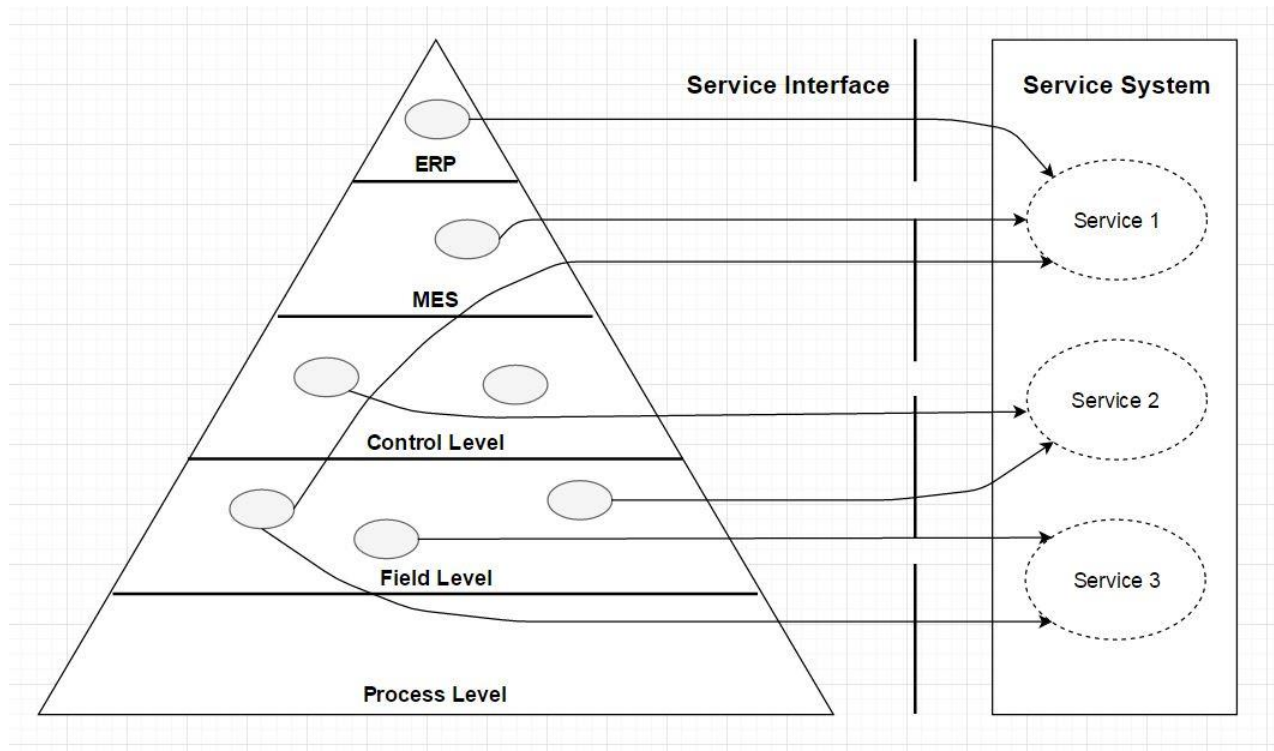 Service Interface
Service System
ERP
Service 1
MES
Service 2
Control Level
Field Level
Service 3
Process Level